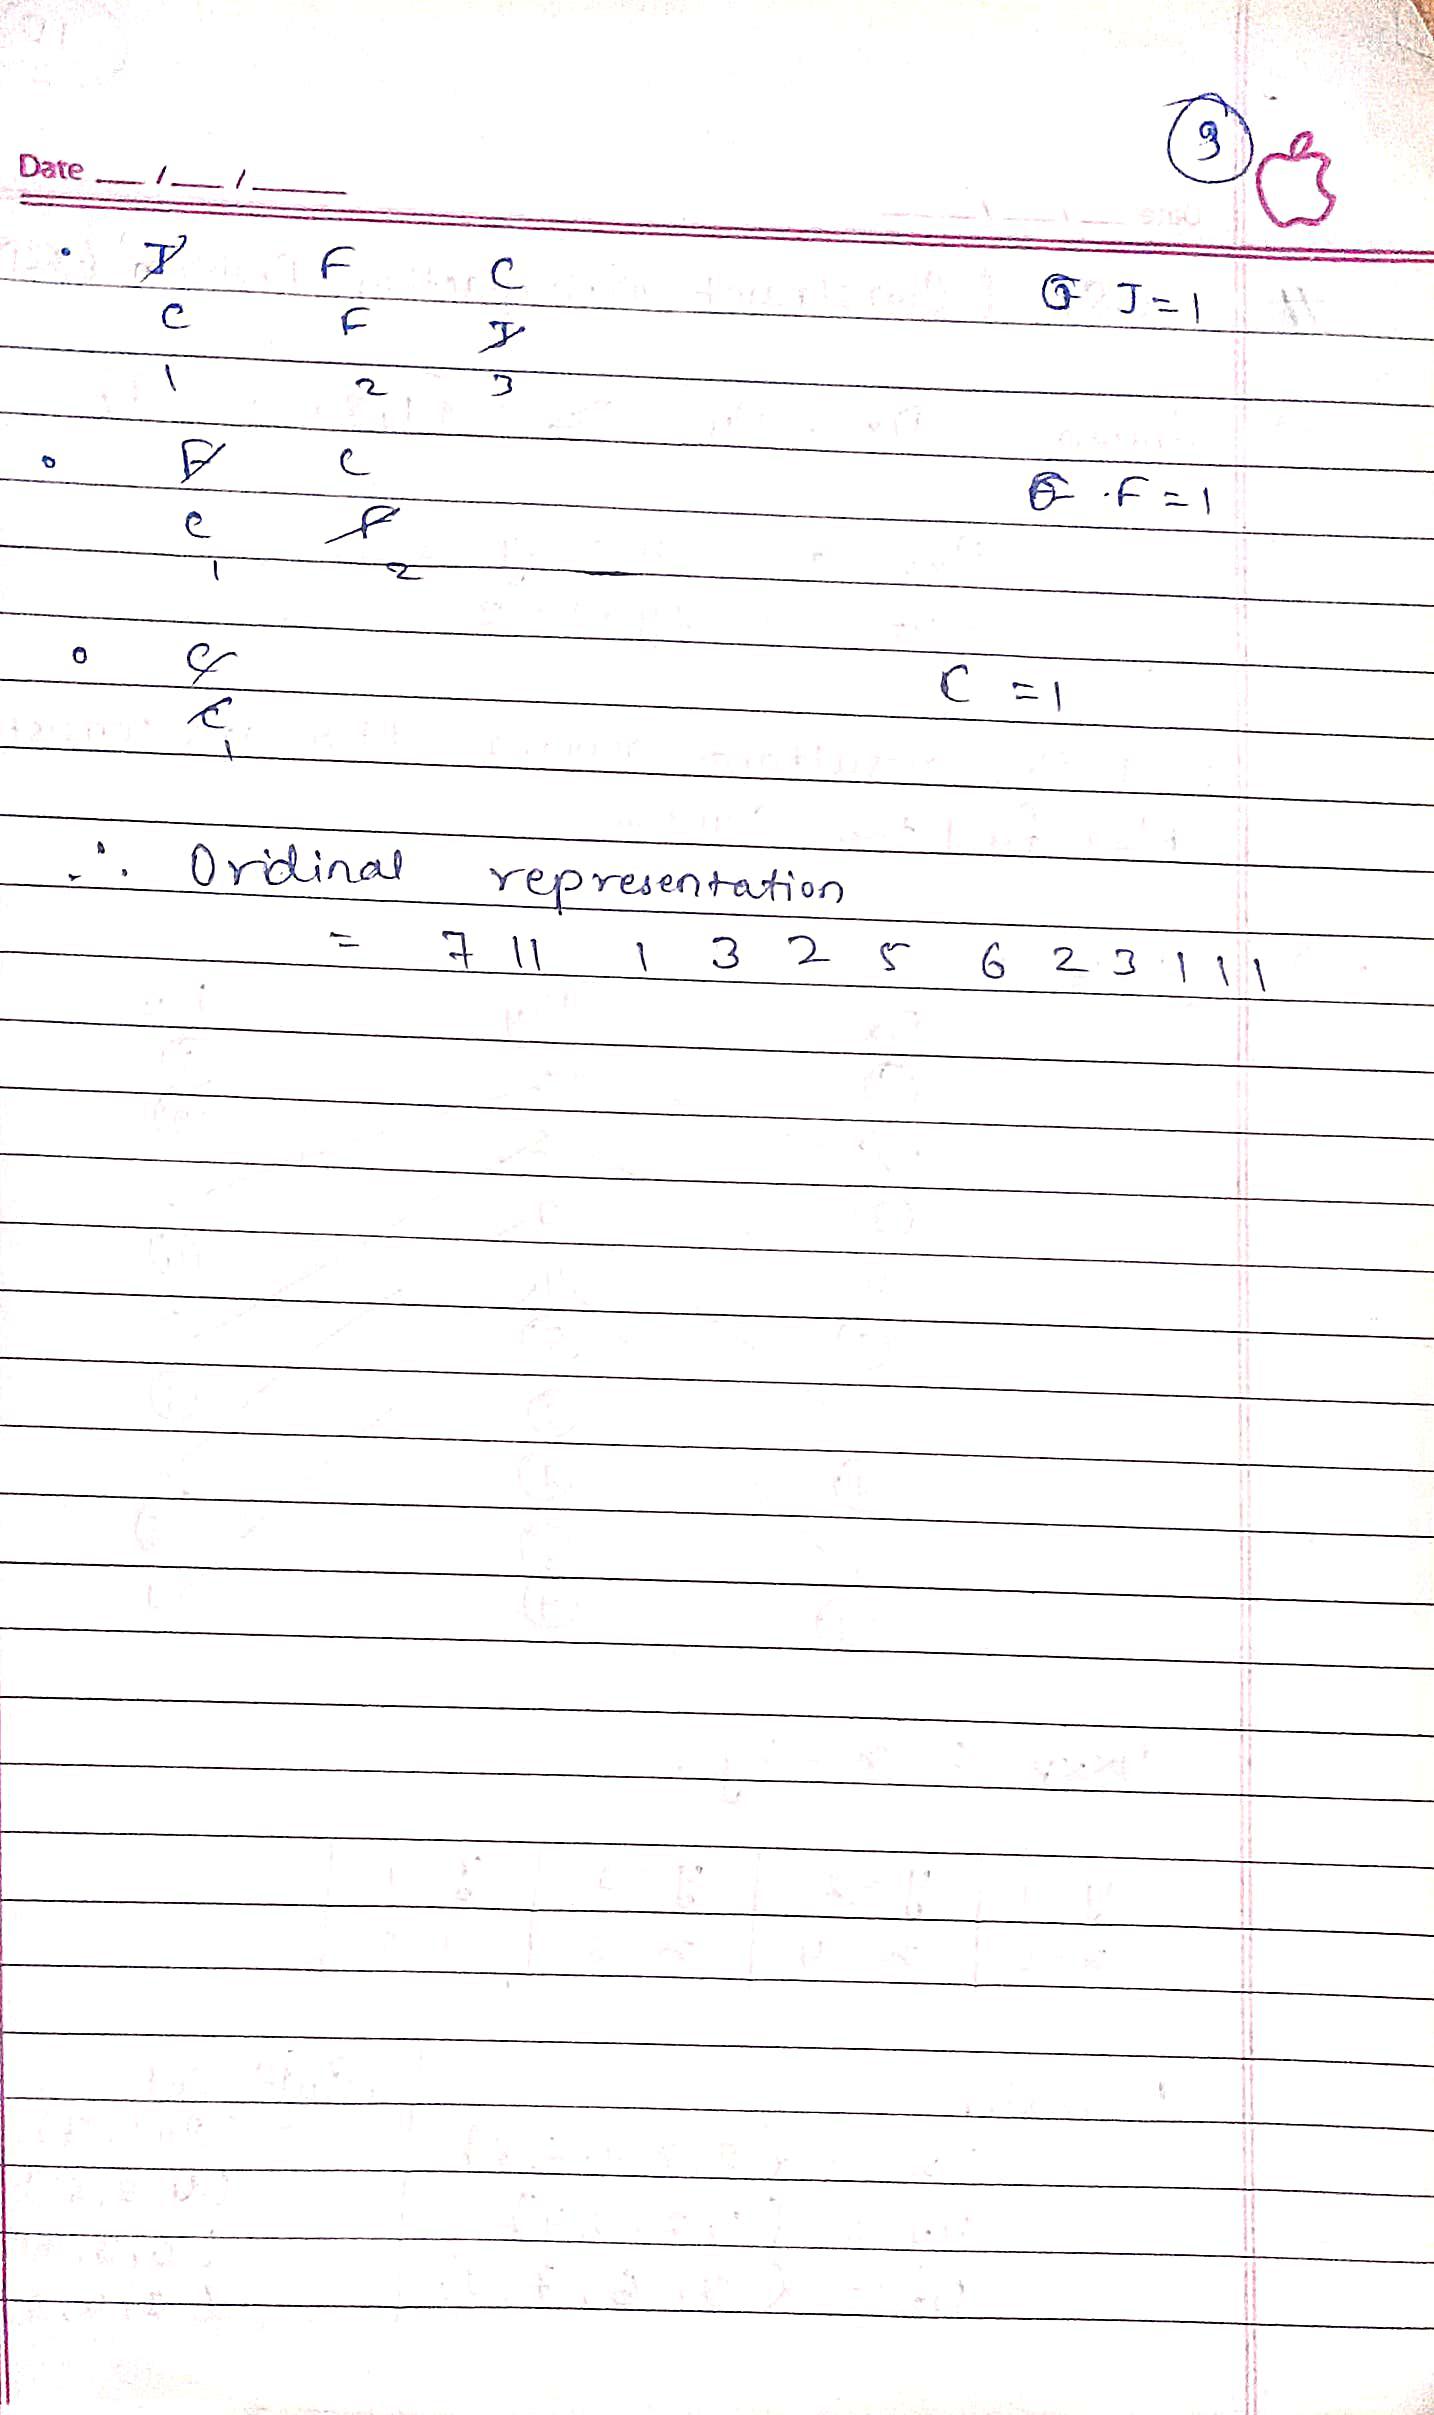 9
Date __/__/____
. J F C J=1
C F J
1 2 3
∘ F C F=1
C F
1 2
∘ C C =1
C
1
∴ Oridinal representation
= 7 11 1 3 2 5 6 2 3 1 1 1